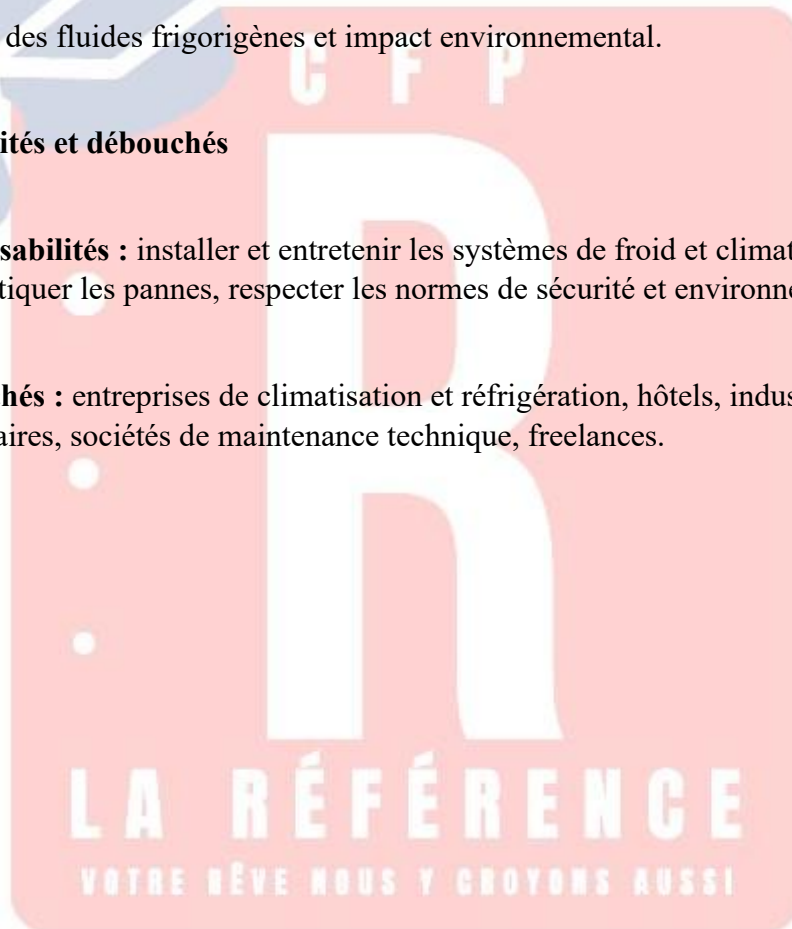 des fluides frigorigènes et impact environnemental.
C F P
ités et débouchés
sabilités : installer et entretenir les systèmes de froid et climat
tiquer les pannes, respecter les normes de sécurité et environne
hés : entreprises de climatisation et réfrigération, hôtels, indus
aires, sociétés de maintenance technique, freelances.
R
LA RÉFÉRENCE
VOTRE RÊVE NOUS Y CROYONS AUSSI